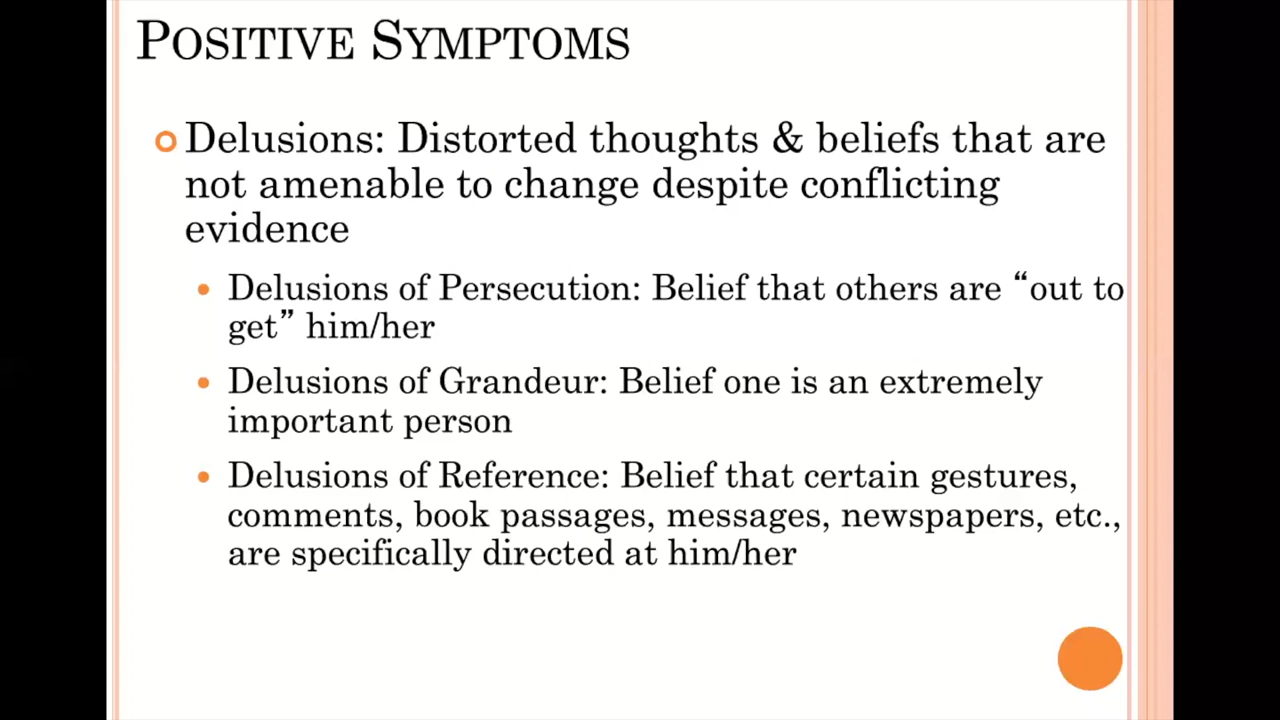 POSITIVE SYMPTOMS
Delusions: Distorted thoughts & beliefs that are
not amenable to change despite conflicting
evidence
Delusions of Persecution: Belief that others are “out to
get” him/her
Delusions of Grandeur: Belief one is an extremely
important person
Delusions of Reference: Belief that certain gestures,
comments, book passages, messages, newspapers, etc.,
are specifically directed at him/her